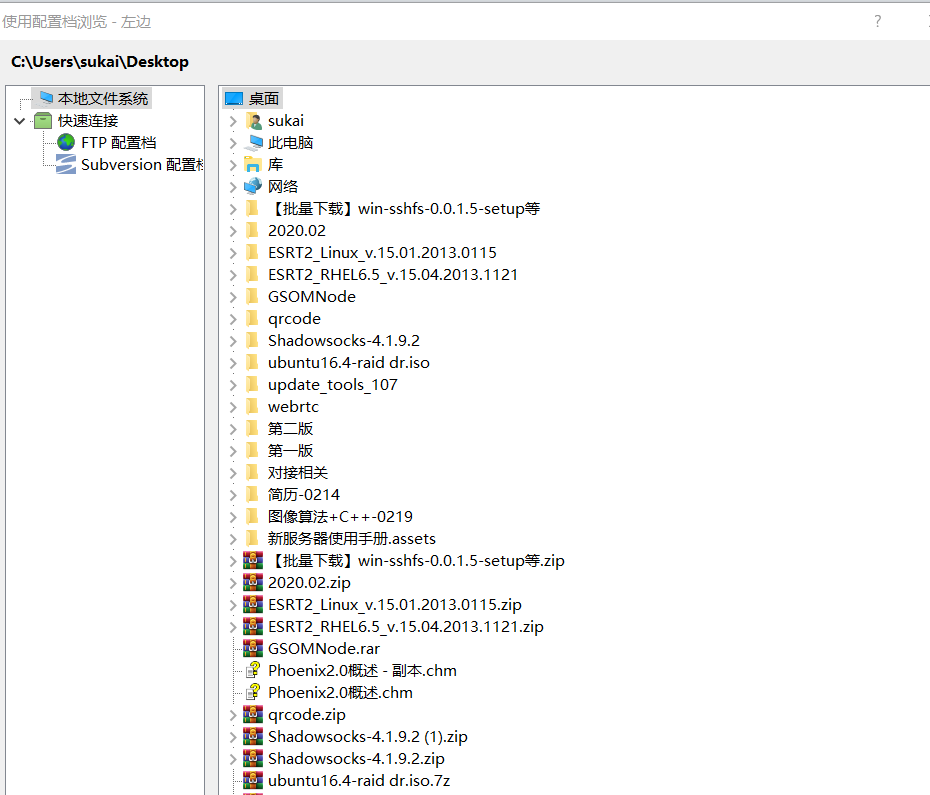 使用配置档浏览 - 左边
?
C:\Users\sukai\Desktop
本地文件系统
快速连接
FTP 配置档
Subversion 配置
桌面
sukai
此电脑
库
网络
【批量下载】win-sshfs-0.0.1.5-setup等
2020.02
ESRT2_Linux_v.15.01.2013.0115
ESRT2_RHEL6.5_v.15.04.2013.1121
GSOMNode
qrcode
Shadowsocks-4.1.9.2
ubuntu16.4-raid dr.iso
update_tools_107
webrtc
第二版
第一版
对接相关
简历-0214
图像算法+C++-0219
新服务器使用手册.assets
【批量下载】win-sshfs-0.0.1.5-setup等.zip
2020.02.zip
ESRT2_Linux_v.15.01.2013.0115.zip
ESRT2_RHEL6.5_v.15.04.2013.1121.zip
GSOMNode.rar
Phoenix2.0概述 - 副本.chm
Phoenix2.0概述.chm
qrcode.zip
Shadowsocks-4.1.9.2 (1).zip
Shadowsocks-4.1.9.2.zip
ubuntu16.4-raid dr.iso.7z